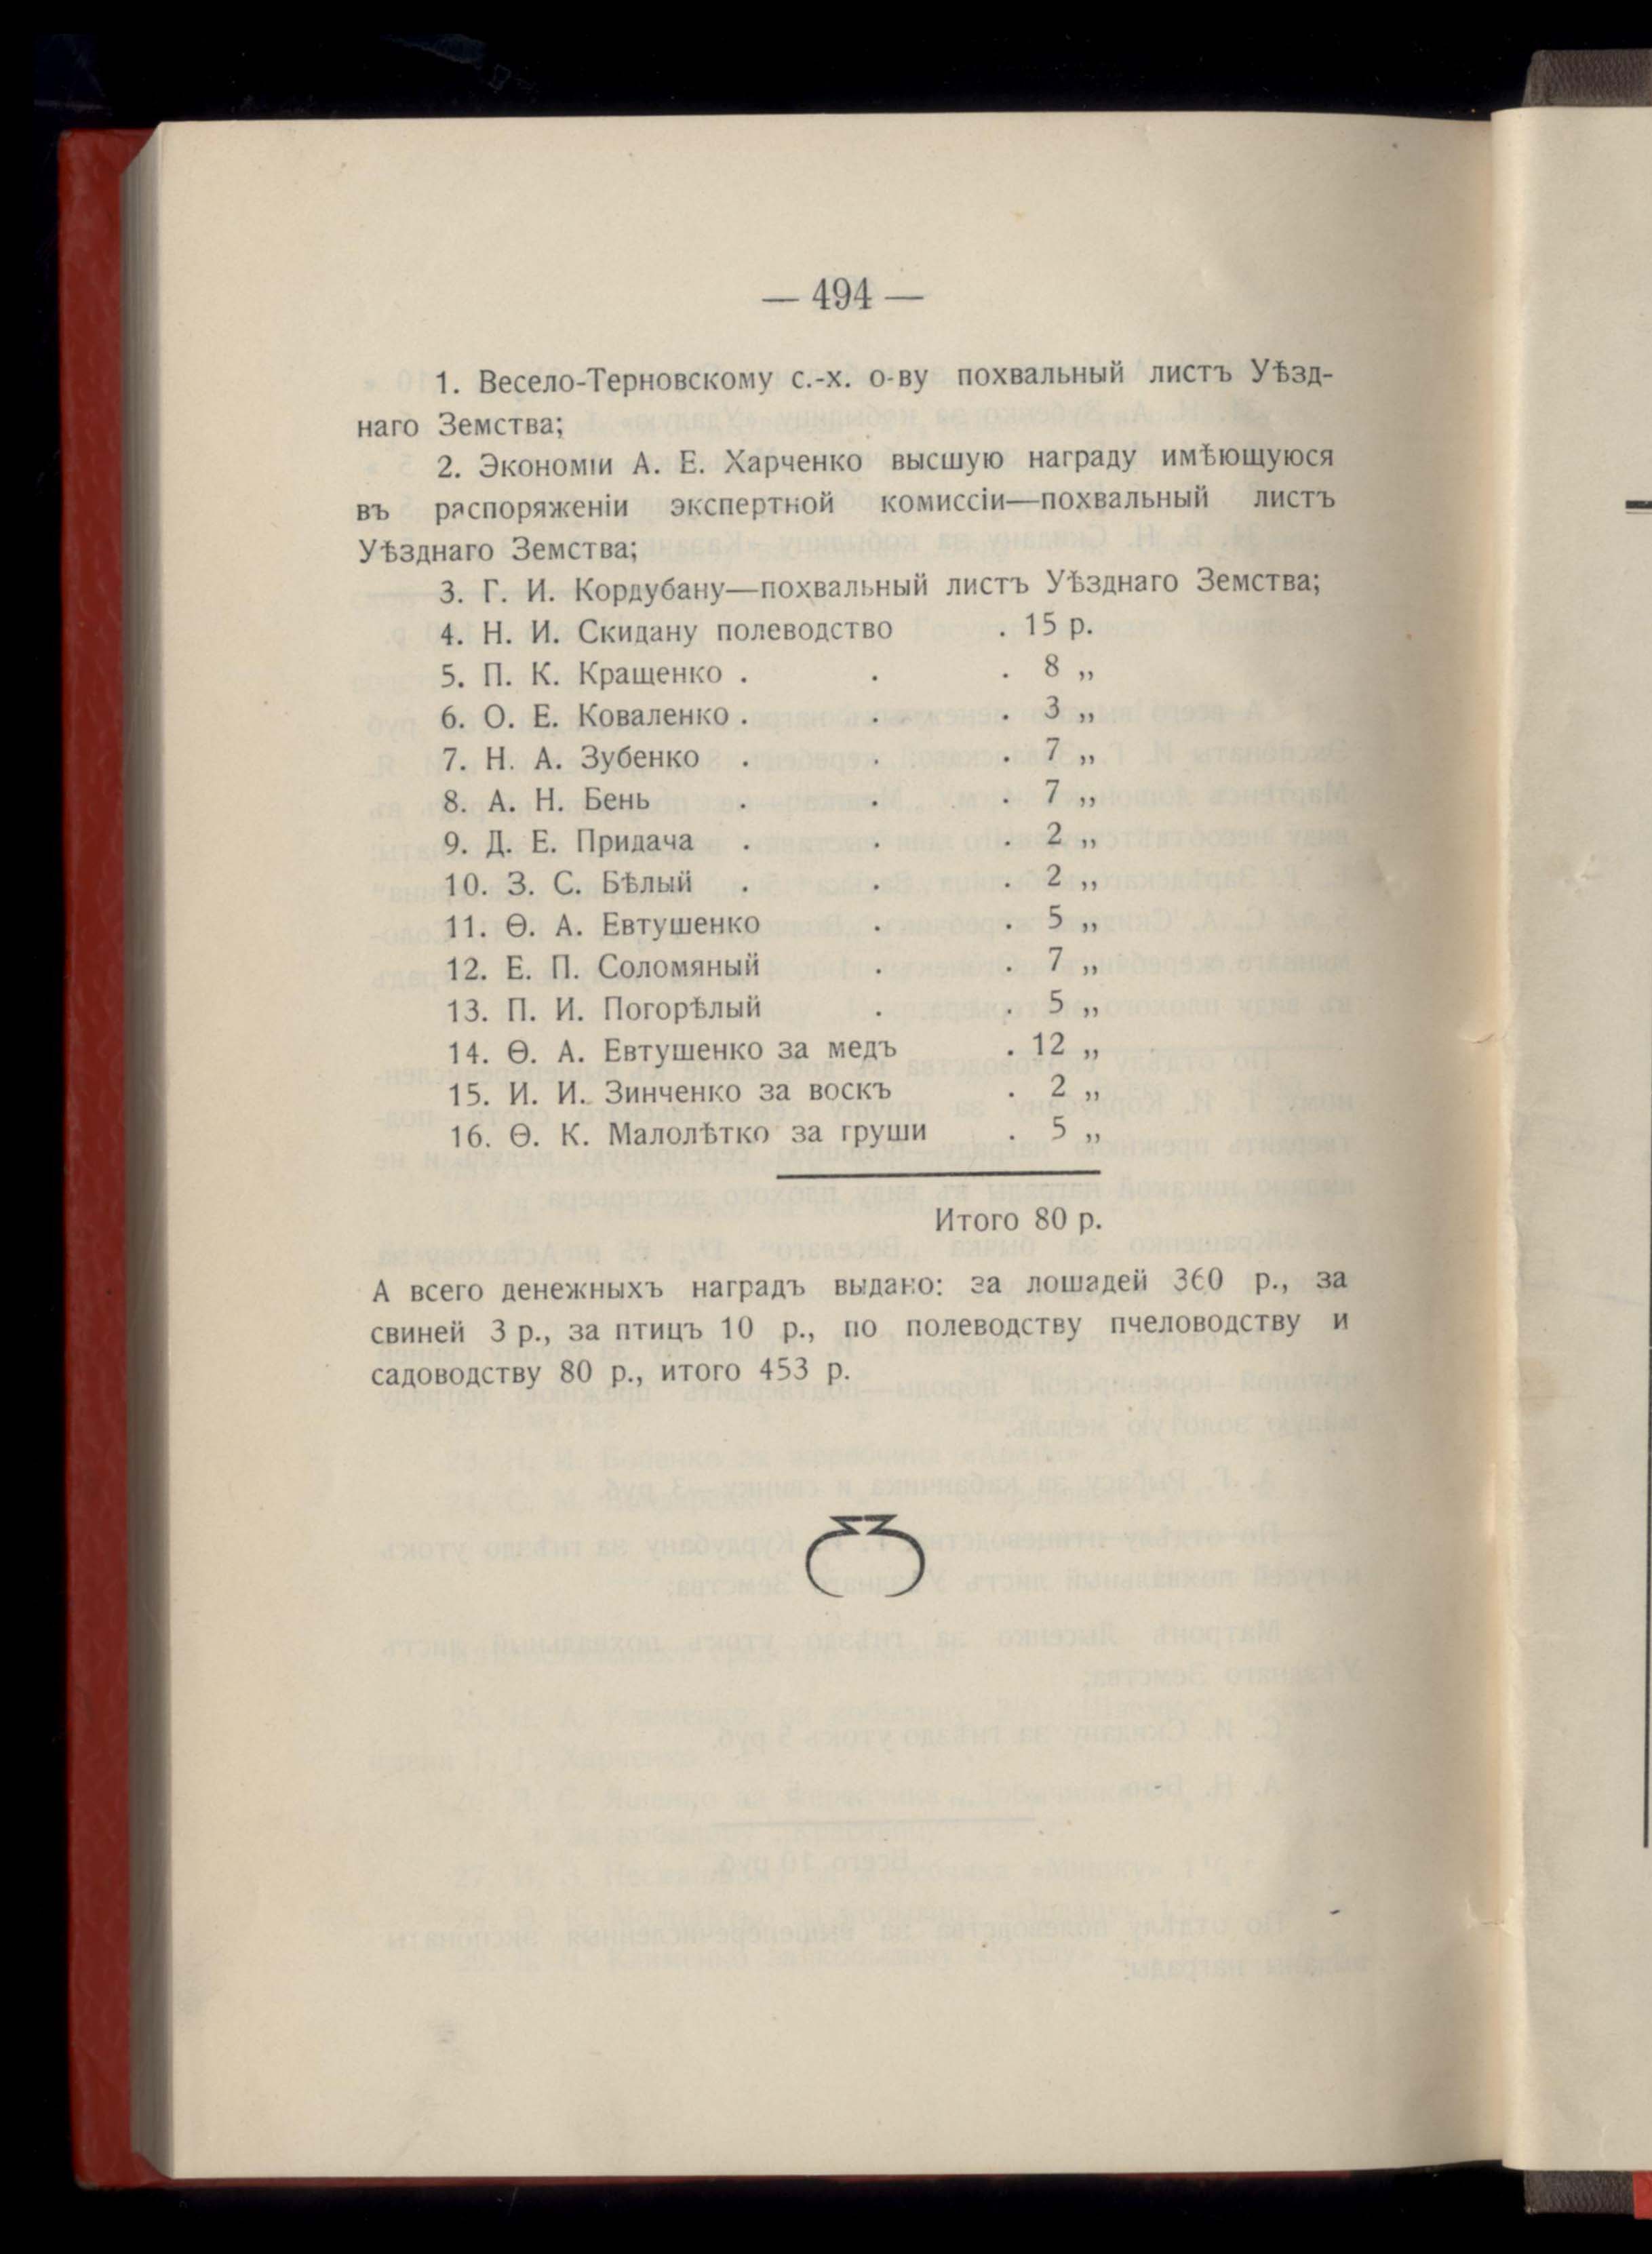 — 494 —
1. Весело-Терновскому с.-х. о-ву похвальный листъ Уѣзд-
наго Земства;
2. Экономіи А. Е. Харченко высшую награду имѣющуюся
въ распоряженіи экспертной комиссіи—похвальный листъ
Уѣзднаго Земства;
3. Г. И. Кордубану—похвальный листъ Уѣзднаго Земства;
4. Н. И. Скидану полеводство . 15 р.
5. П. К. Кращенко . . . 8 „
6. О. Е. Коваленко . . . 3 „
7. Н. А. Зубенко . . . 7 „
8. А. Н. Бень . . . 7 „
9. Д. Е. Придача . . . 2 „
10. З. С. Бѣлый . . . 2 „
11. Ѳ. А. Евтушенко . . 5 „
12. Е. П. Соломяный . . 7 „
13. П. И. Погорѣлый . . 5 „
14. Ѳ. А. Евтушенко за медъ . 12 „
15. И. И. Зинченко за воскъ . 2 „
16. Ѳ. К. Малолѣтко за груши . 5 „
Итого 80 р.
А всего денежныхъ наградъ выдано: за лошадей 360 р., за
свиней 3 р., за птицъ 10 р., по полеводству пчеловодству и
садоводству 80 р., итого 453 р.